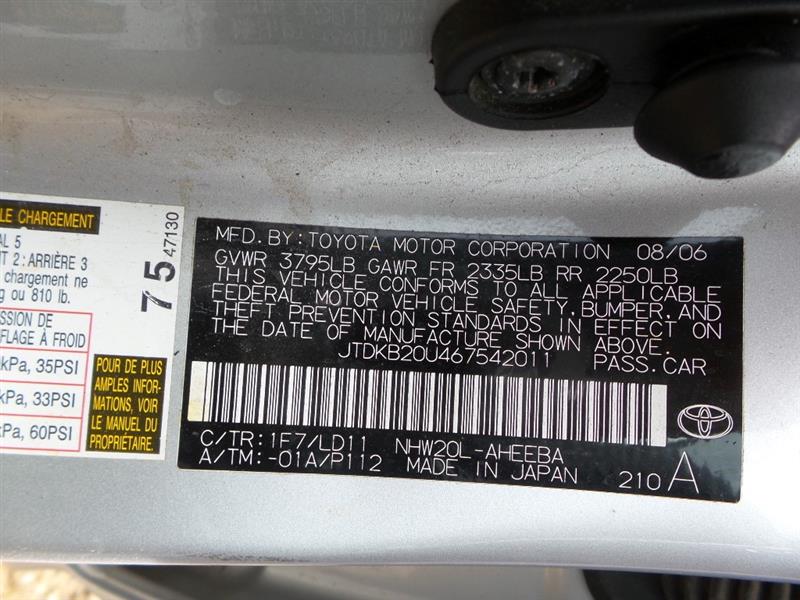 LE CHARGEMENT
AL 5
NT 2: ARRIÈRE 3
chargement ne
g ou 810 lb.
SSION DE
FLAGE À FROID
kPa, 35PSI
kPa, 33PSI
kPa, 60PSI
75
47130
POUR DE PLUS
AMPLES INFOR-
MATIONS, VOIR
LE MANUEL DU
PROPRIÉTAIRE.
MFD. BY: TOYOTA MOTOR CORPORATION 08/06
GVWR 3795LB GAWR FR 2335LB RR 2250LB
THIS VEHICLE CONFORMS TO ALL APPLICABLE
FEDERAL MOTOR VEHICLE SAFETY, BUMPER, AND
THEFT PREVENTION STANDARDS IN EFFECT ON
THE DATE OF MANUFACTURE SHOWN ABOVE.
JTDKB20U467542011 PASS. CAR
C/TR: 1F7/LD11 NHW20L-AHEEBA
A/TM: -01A/P112 MADE IN JAPAN 210 A